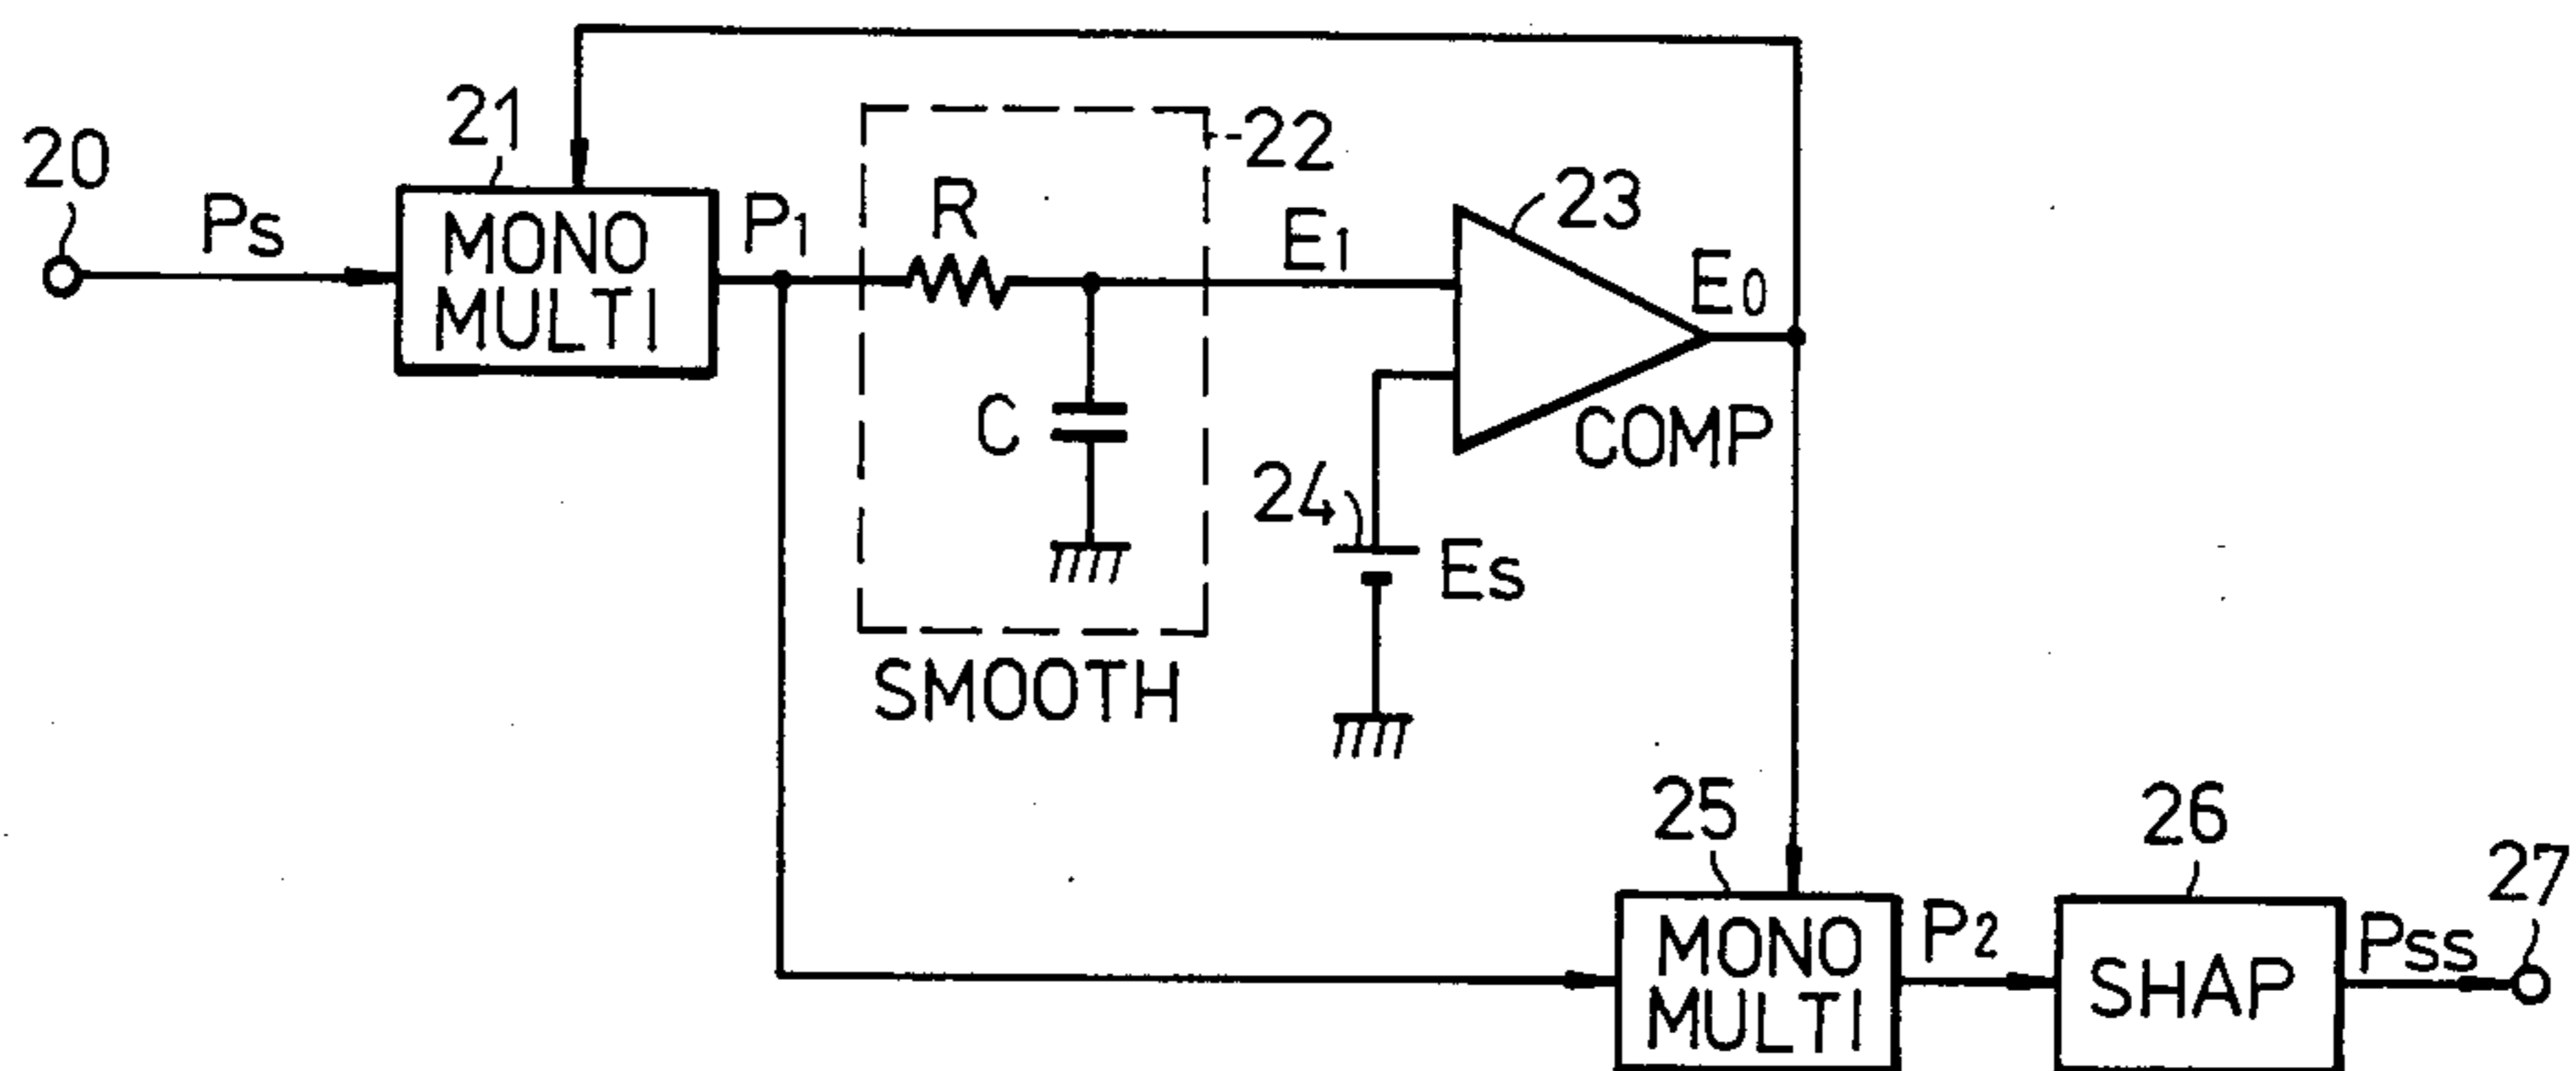 20
Ps
21
MONO
MULTI
P1
R
C
22
SMOOTH
E1
23
E0
COMP
24
Es
25
MONO
MULTI
P2
26
SHAP
Pss
27